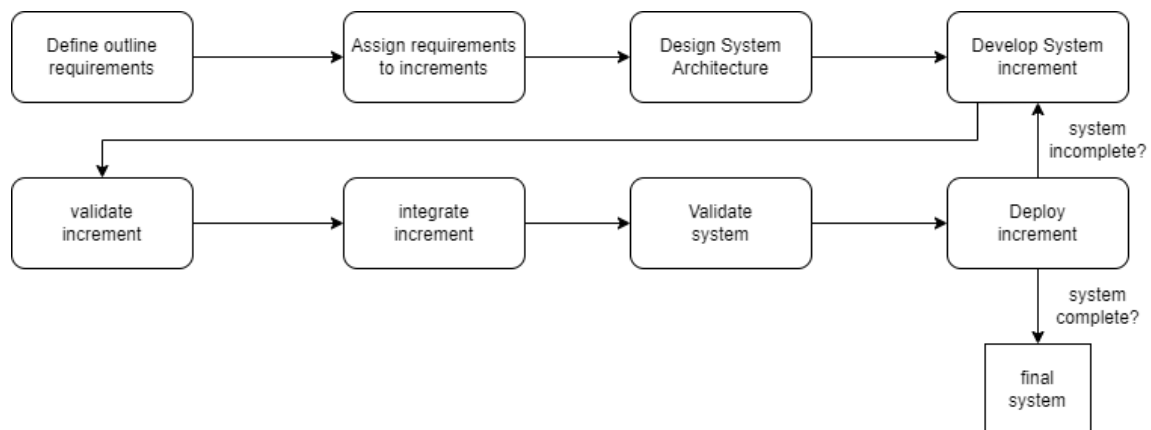 Define outline
requirements
Assign requirements
to increments
Design System
Architecture
Develop System
increment
system
incomplete?
validate
increment
integrate
increment
Validate
system
Deploy
increment
system
complete?
final
system